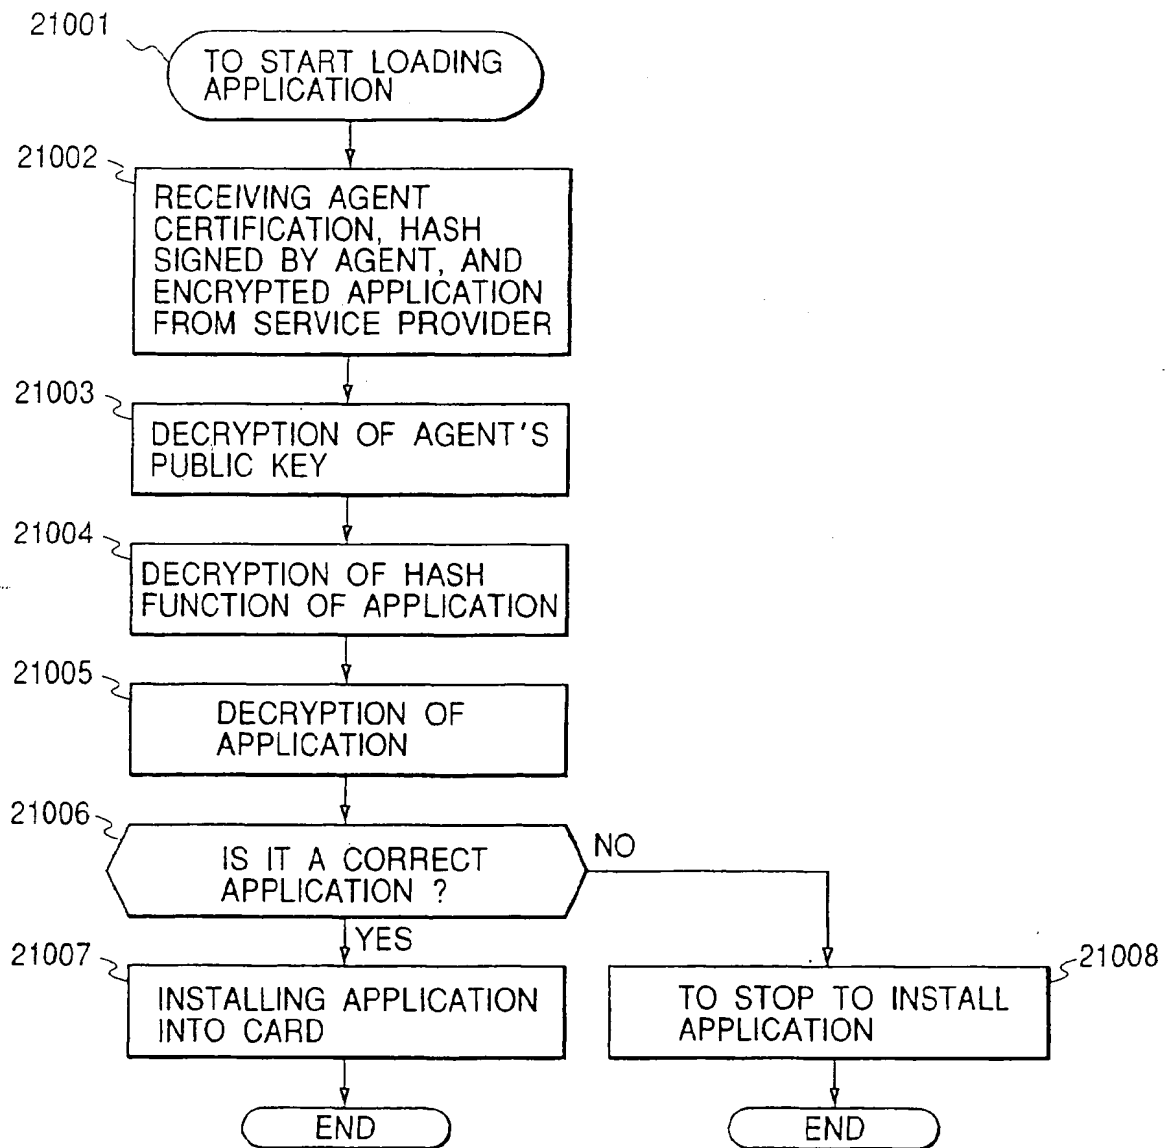 21001
TO START LOADING
APPLICATION
21002
RECEIVING AGENT
CERTIFICATION, HASH
SIGNED BY AGENT, AND
ENCRYPTED APPLICATION
FROM SERVICE PROVIDER
21003
DECRYPTION OF AGENT'S
PUBLIC KEY
21004
DECRYPTION OF HASH
FUNCTION OF APPLICATION
21005
DECRYPTION OF
APPLICATION
21006
IS IT A CORRECT
APPLICATION ?
NO
YES
21007
INSTALLING APPLICATION
INTO CARD
21008
TO STOP TO INSTALL
APPLICATION
END
END